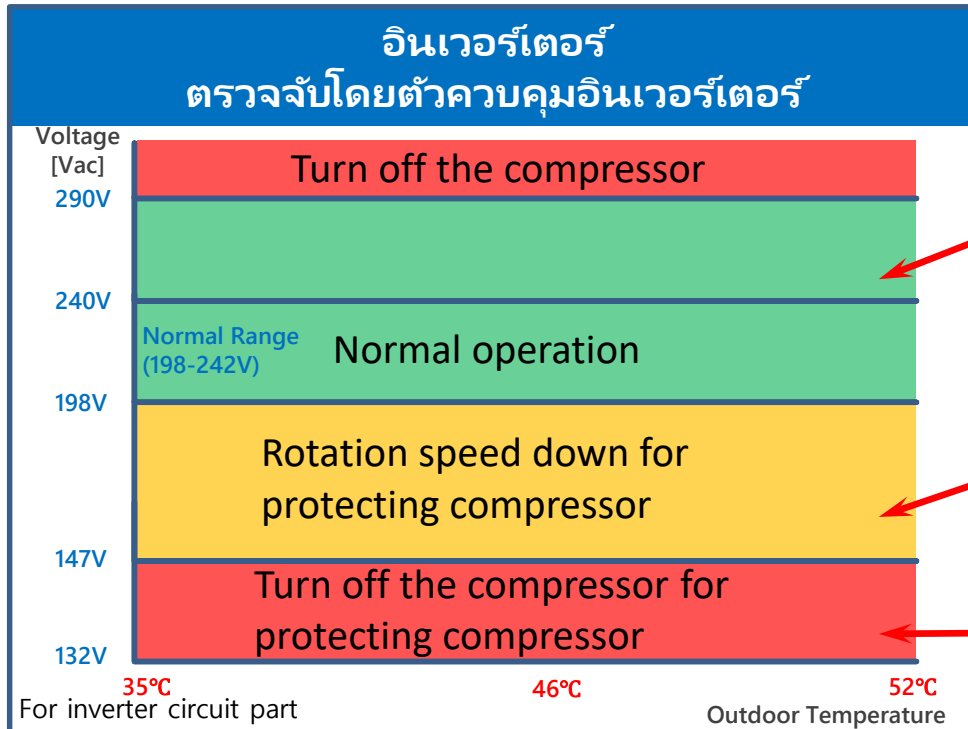 อินเวอร์เตอร์
ตรวจจับโดยตัวควบคุมอินเวอร์เตอร์
Voltage
[Vac]
Turn off the compressor
290V
240V
Normal Range
(198-242V)
Normal operation
198V
Rotation speed down for
protecting compressor
147V
Turn off the compressor for
protecting compressor
132V
35℃
46℃
52℃
For inverter circuit part
Outdoor Temperature